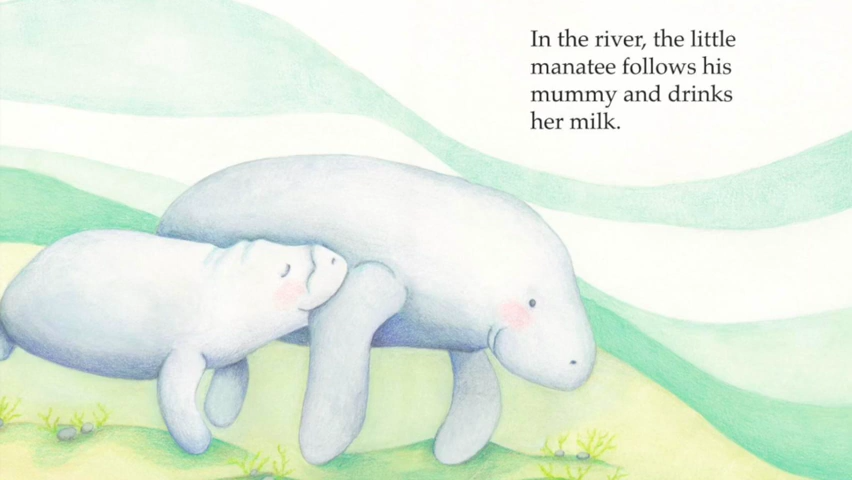 In the river, the little
manatee follows his
mummy and drinks
her milk.